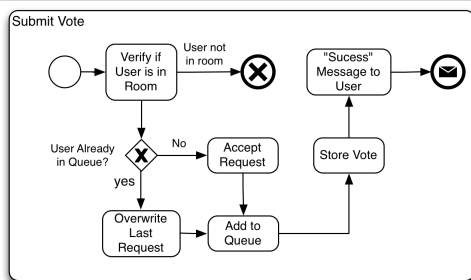 Submit Vote
Verify if
User is in
Room
User not
in room
"Sucess"
Message to
User
User Already
in Queue?
No
yes
Accept
Request
Store Vote
Overwrite
Last
Request
Add to
Queue